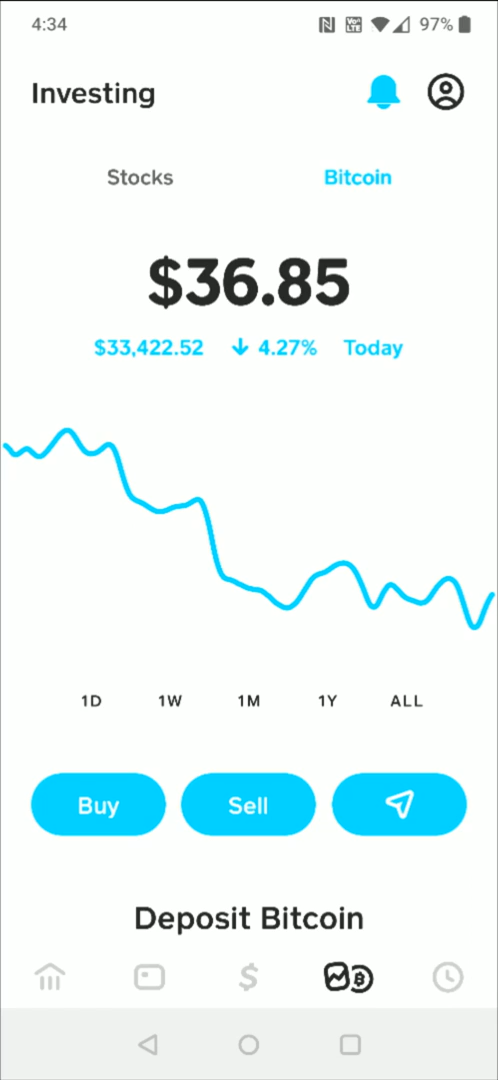 4:34 97%
Investing
Stocks Bitcoin
$36.85
$33,422.52 ↓ 4.27% Today
1D 1W 1M 1Y ALL
Buy Sell
Deposit Bitcoin